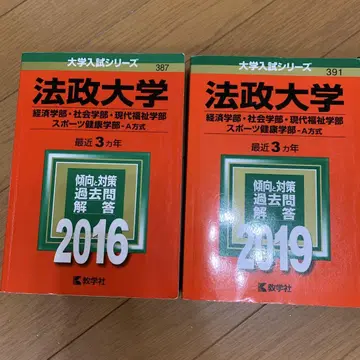 大学入試シリーズ
387
法政大学
経済学部・社会学部・現代福祉学部
スポーツ健康学部-A方式
最近3カ年
傾向と対策
過去問
解答
2016
教学社
大学入試シリーズ
391
法政大学
経済学部・社会学部・現代福祉学部
スポーツ健康学部-A方式
最近3カ年
傾向と対策
過去問
解答
2019
教学社